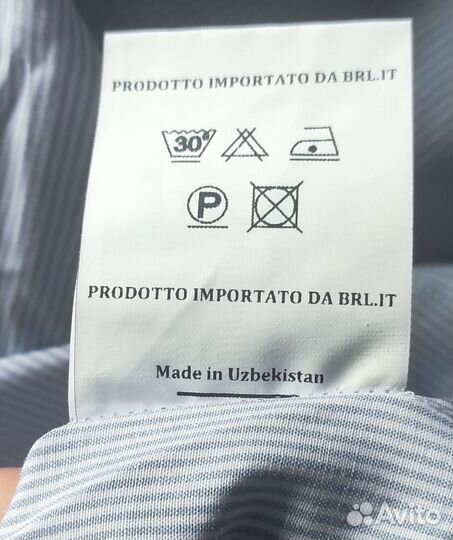 PRODOTTO IMPORTATO DA BRL.IT
30°
P
PRODOTTO IMPORTATO DA BRL.IT
Made in Uzbekistan
Avito